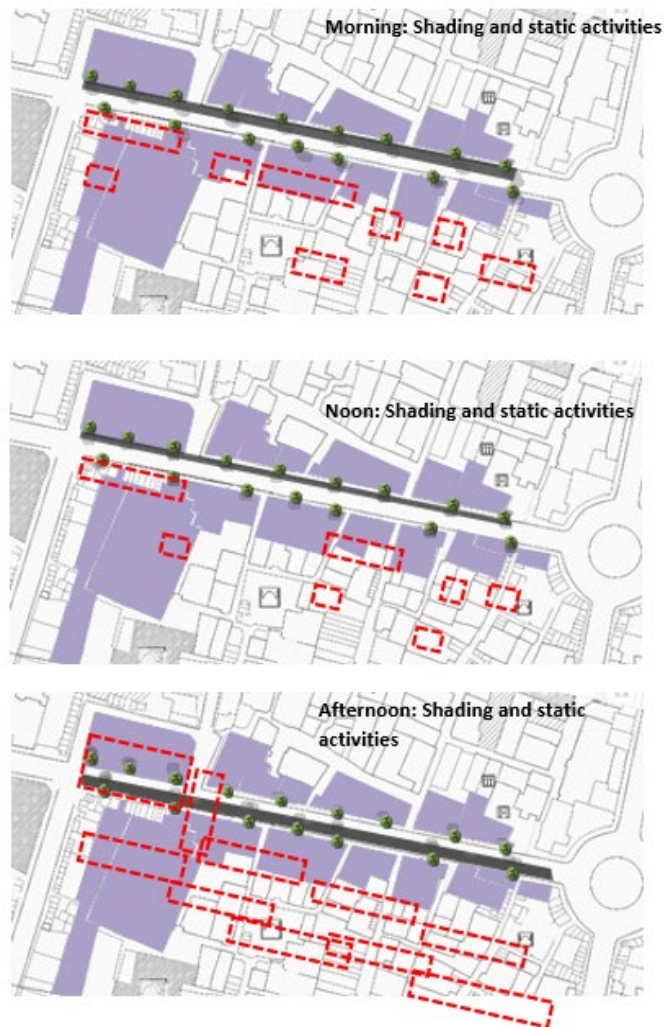 Morning: Shading and static activities
Noon: Shading and static activities
Afternoon: Shading and static
activities